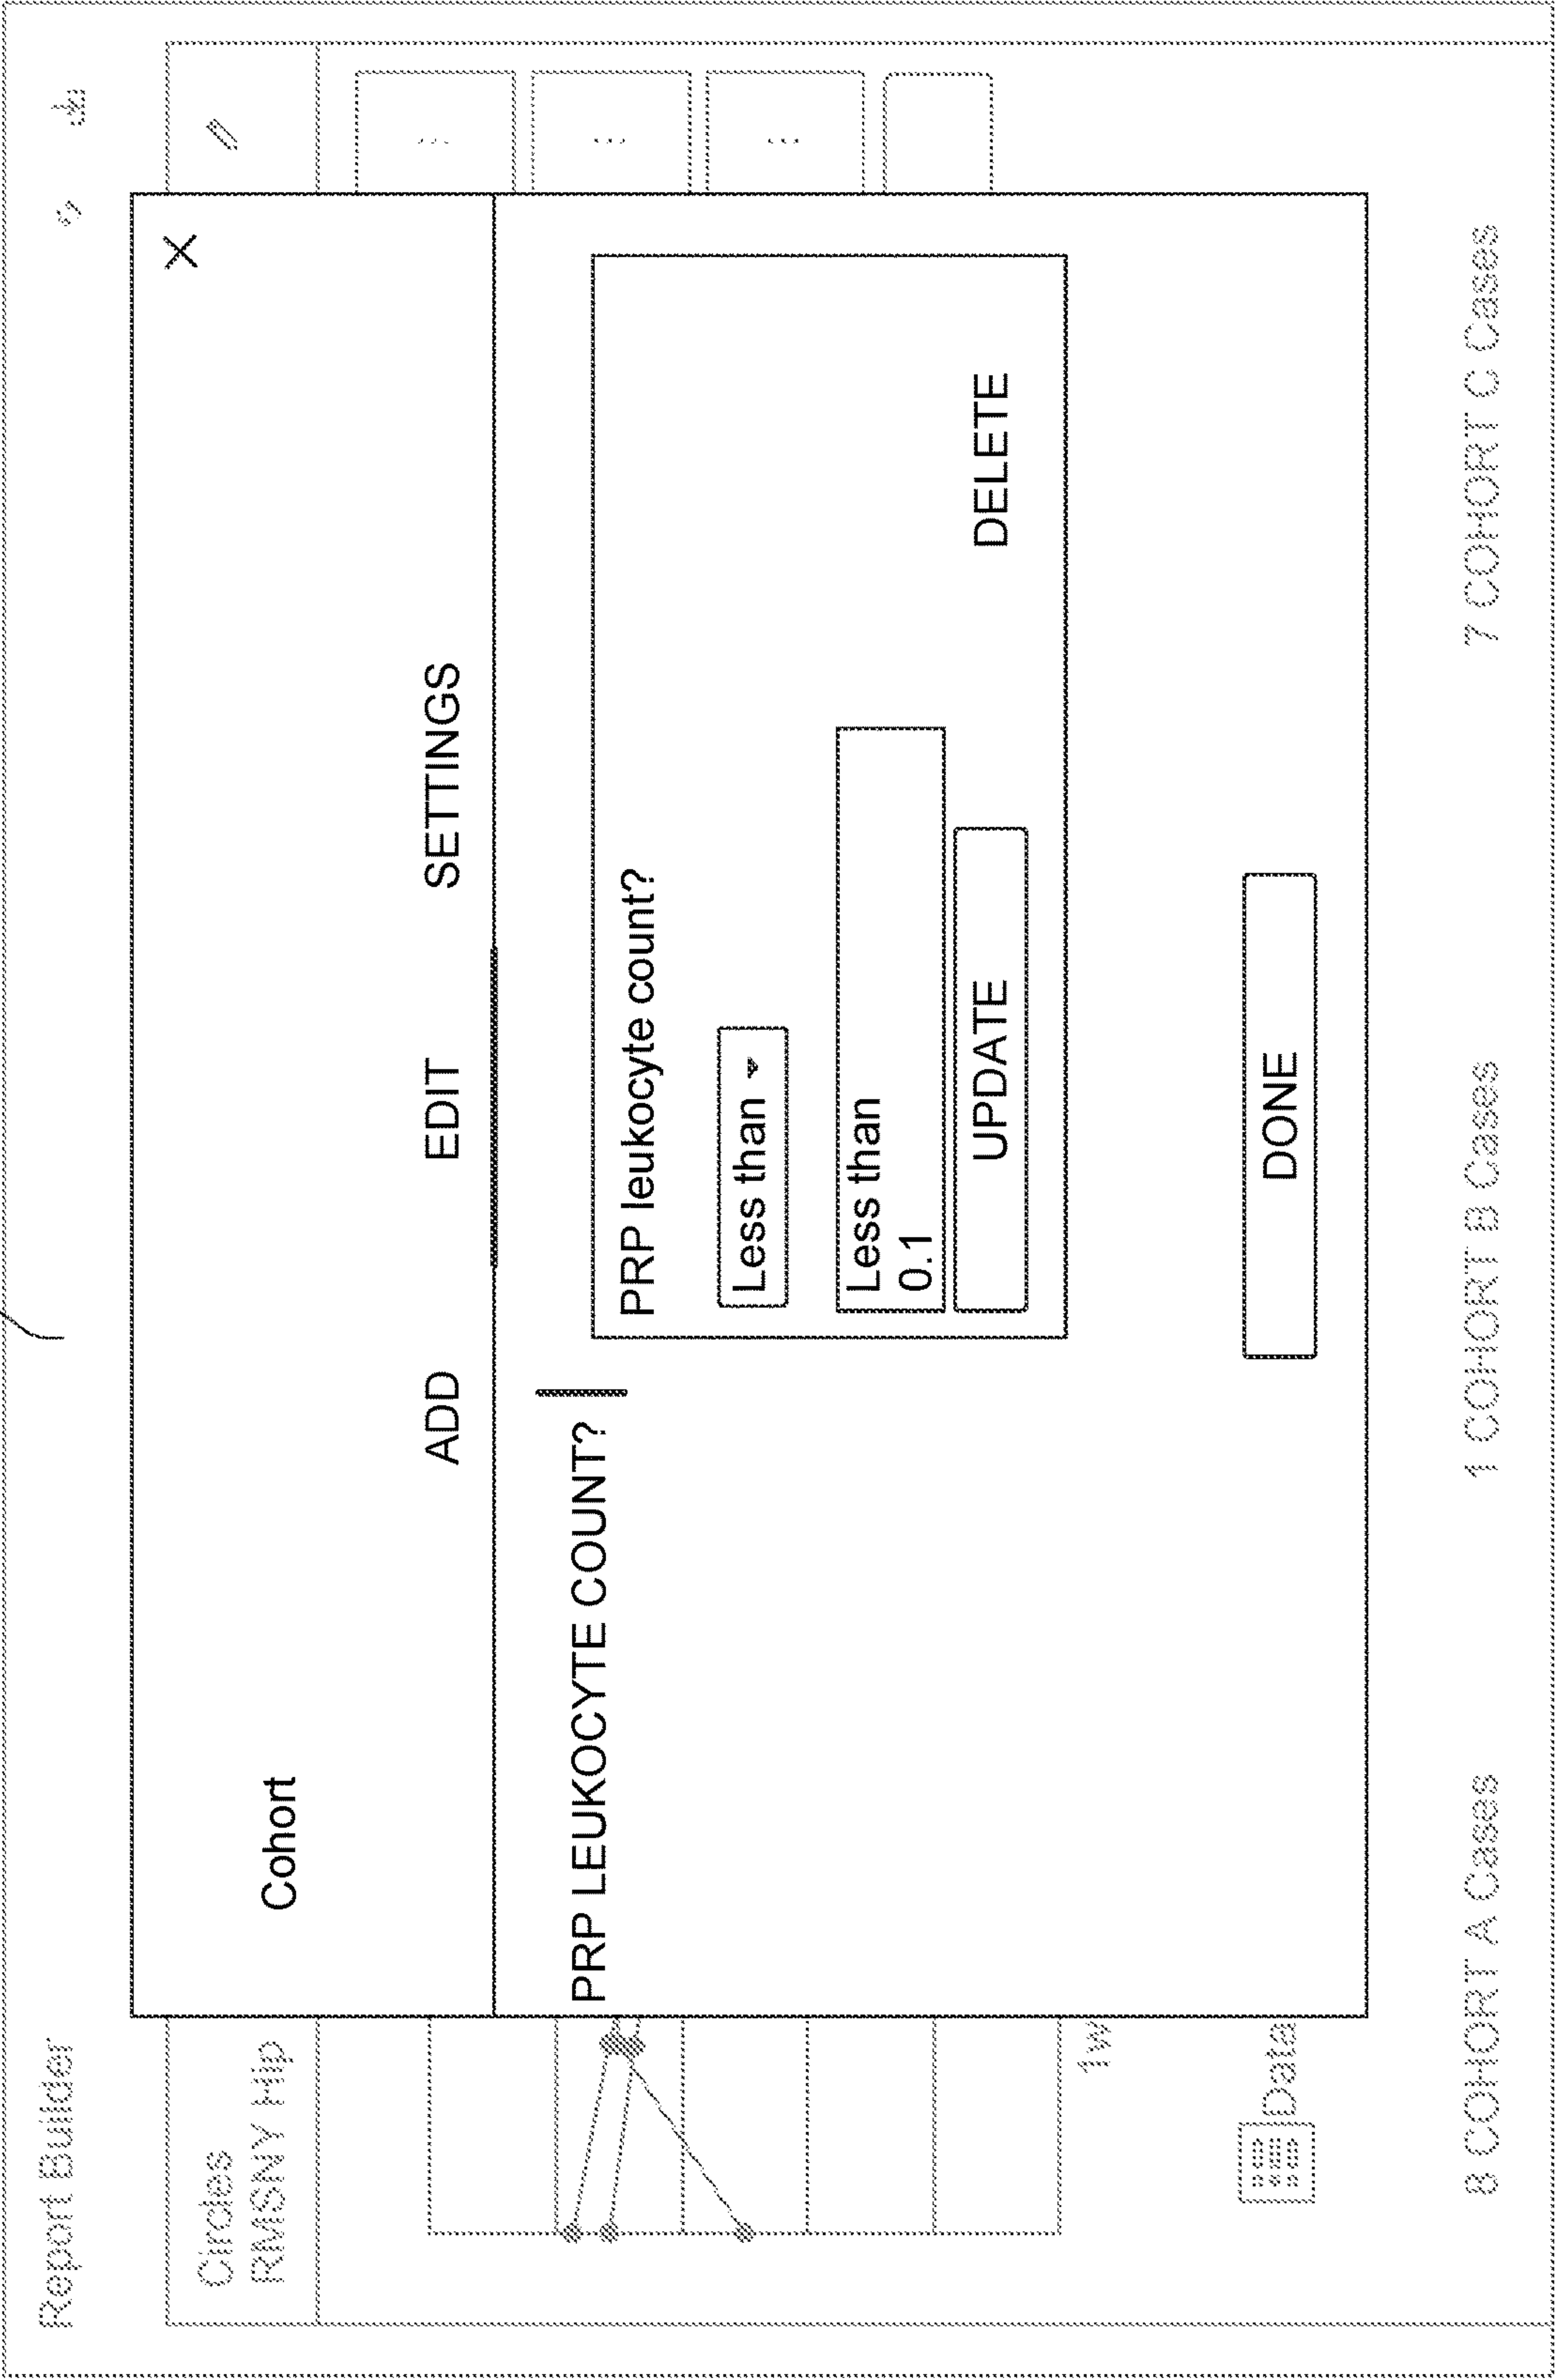 Report Builder
Circles
RMSNY Hip
Cohort
ADD
EDIT
SETTINGS
PRP LEUKOCYTE COUNT?
PRP leukocyte count?
Less than
Less than
0.1
UPDATE
DELETE
DONE
1w
Data
8 COHORT A Cases
1 COHORT B Cases
7 COHORT C Cases